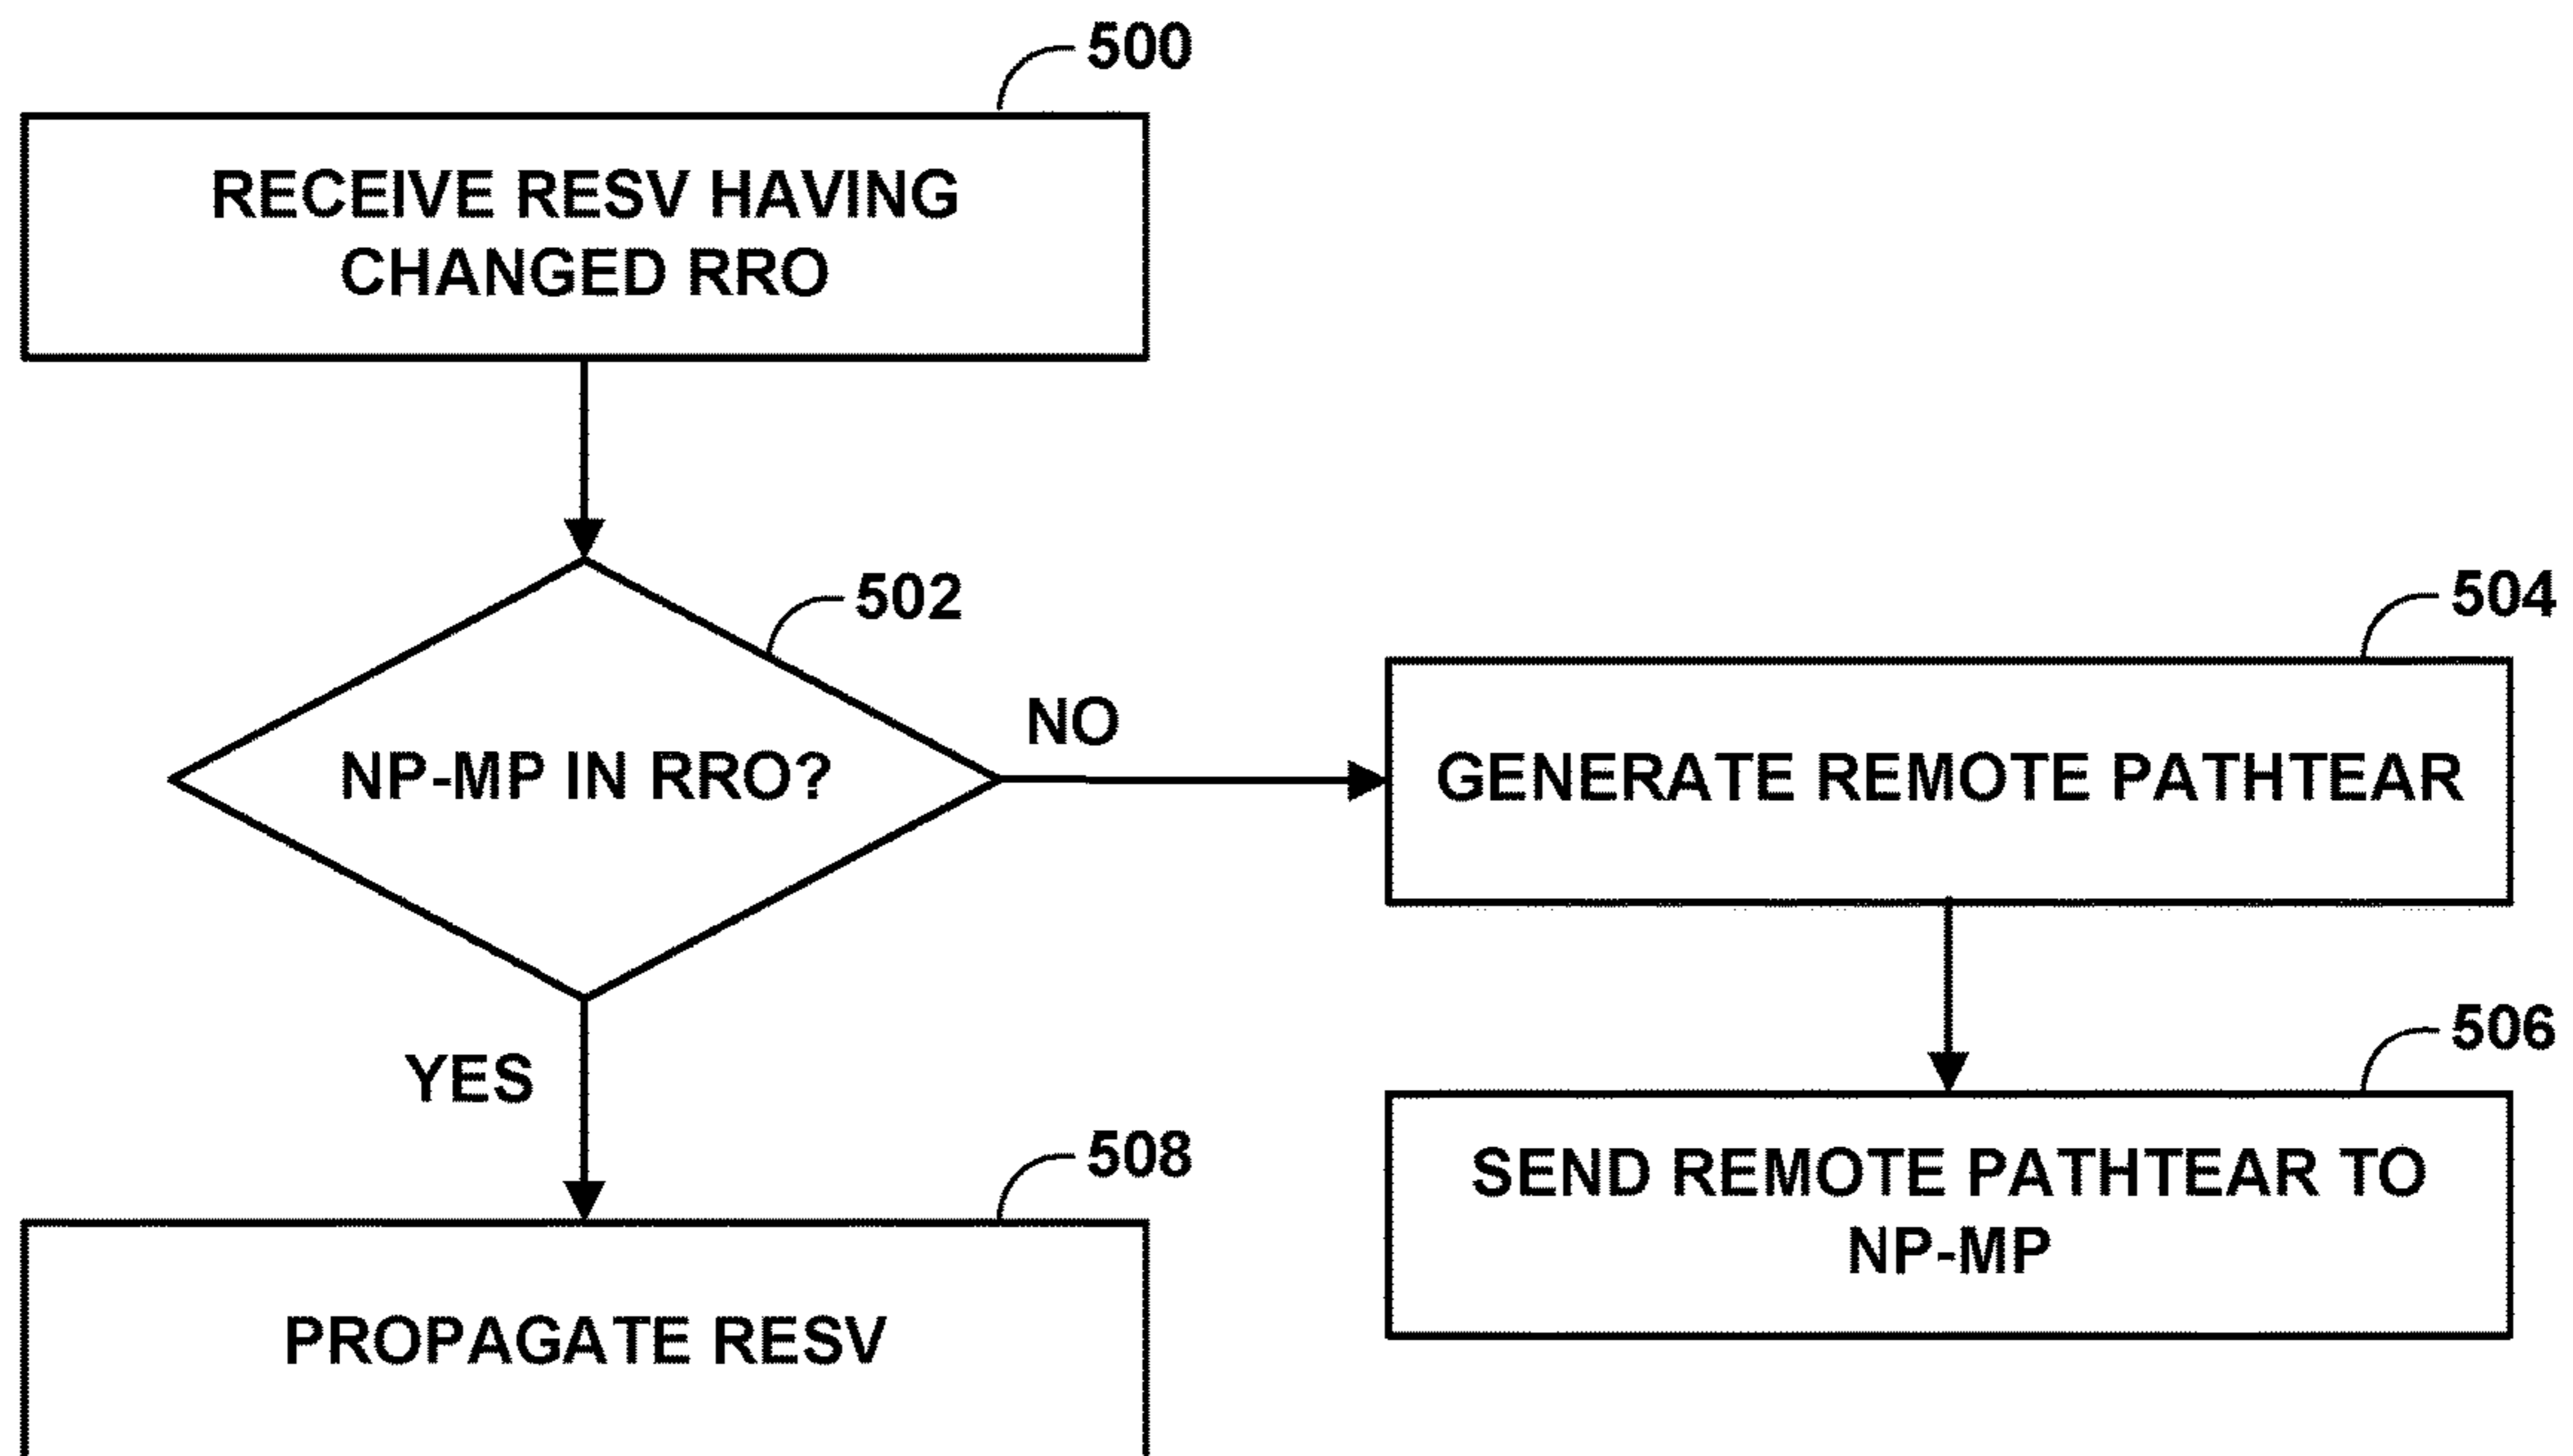 500
RECEIVE RESV HAVING
CHANGED RRO
502
NP-MP IN RRO?
NO
504
GENERATE REMOTE PATHTEAR
506
SEND REMOTE PATHTEAR TO
NP-MP
YES
508
PROPAGATE RESV